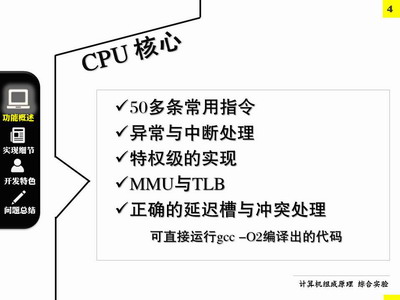 4
CPU 核心
功能概述
实现细节
开发特色
问题总结
✓50多条常用指令
✓异常与中断处理
✓特权级的实现
✓MMU与TLB
✓正确的延迟槽与冲突处理
可直接运行gcc –O2编译出的代码
计算机组成原理 综合实验